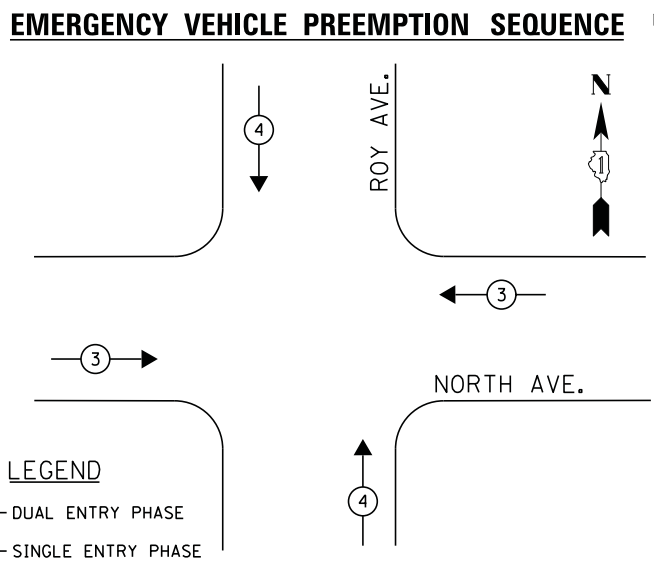 EMERGENCY VEHICLE PREEMPTION SEQUENCE
4
ROY AVE.
N
1
3
3
NORTH AVE.
LEGEND
DUAL ENTRY PHASE
4
SINGLE ENTRY PHASE